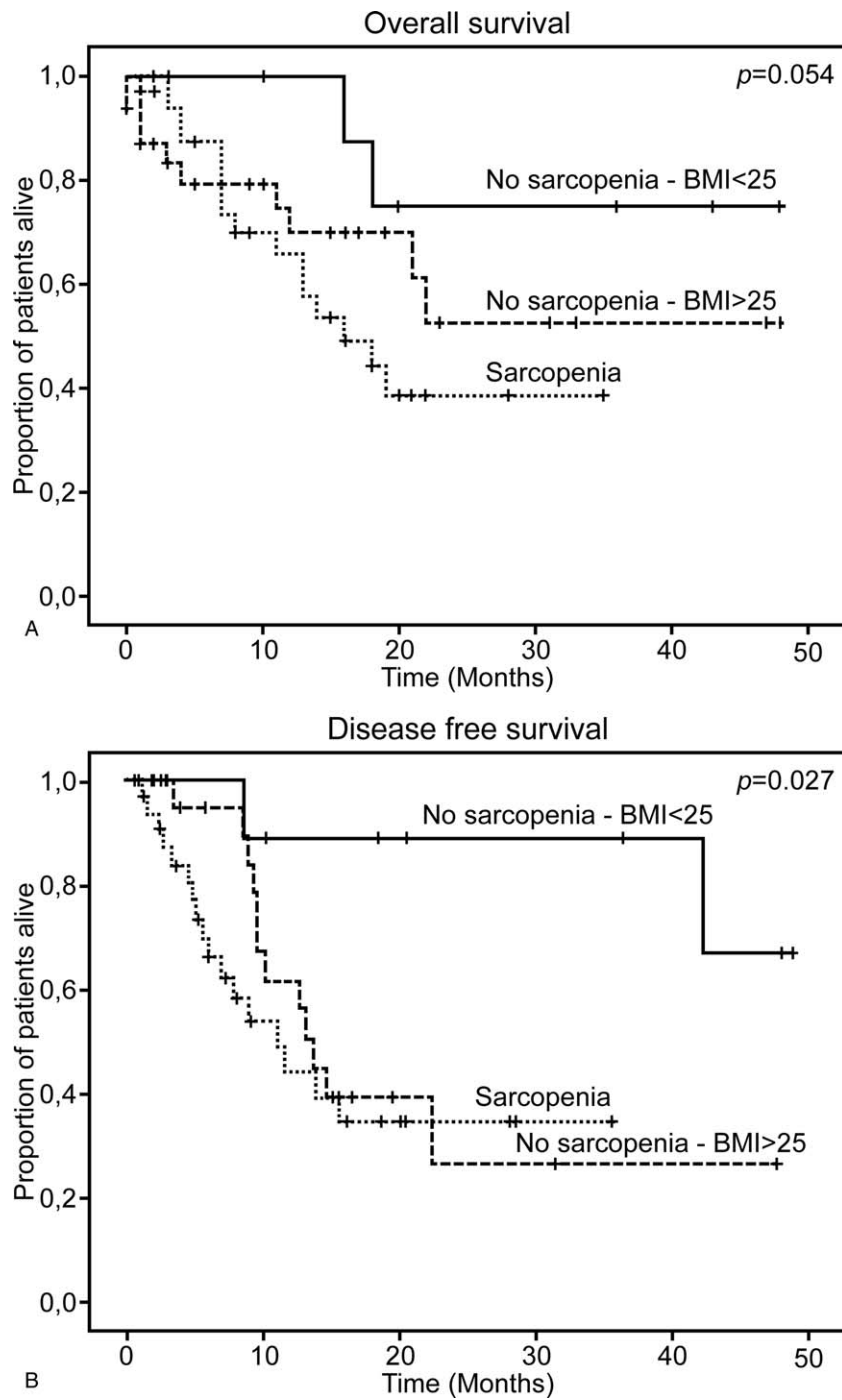 Overall survival
p=0.054
1,0
0,8
0,6
0,4
0,2
0,0
Proportion of patients alive
No sarcopenia - BMI<25
No sarcopenia - BMI>25
Sarcopenia
A
0 10 20 30 40 50
Time (Months)
Disease free survival
p=0.027
1,0
0,8
0,6
0,4
0,2
0,0
Proportion of patients alive
No sarcopenia - BMI<25
Sarcopenia
No sarcopenia - BMI>25
B
0 10 20 30 40 50
Time (Months)